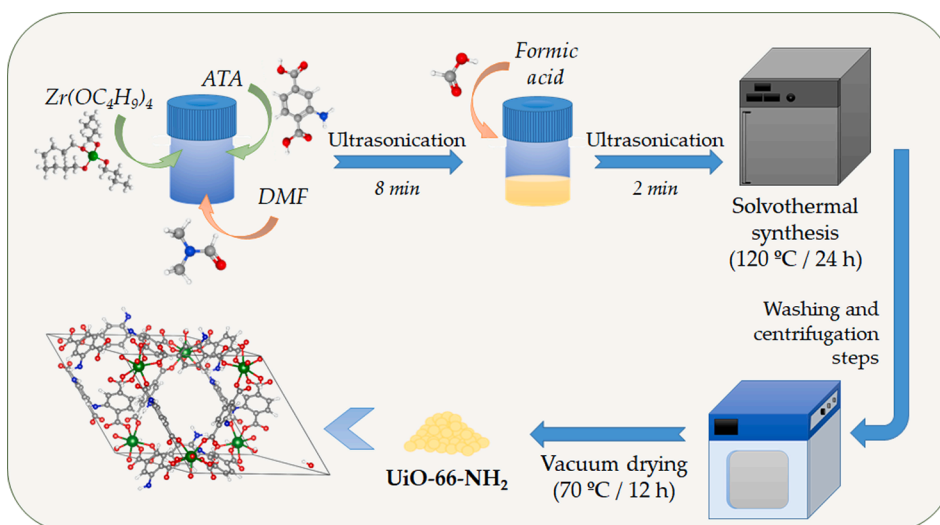 Zr(OC₄H₉)₄
ATA
DMF
Ultrasonication
8 min
Formic
acid
Ultrasonication
2 min
Solvothermal
synthesis
(120 ºC / 24 h)
Washing and
centrifugation
steps
Vacuum drying
(70 ºC / 12 h)
UiO-66-NH₂